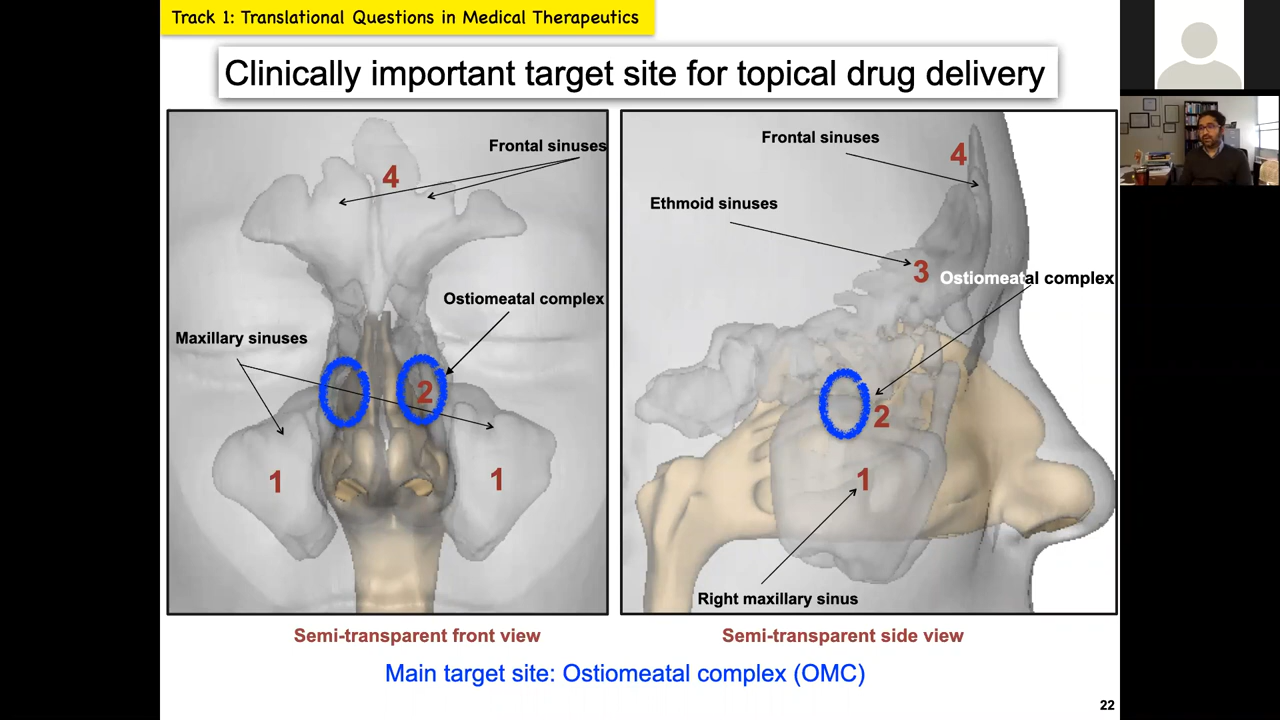 Track 1: Translational Questions in Medical Therapeutics
Clinically important target site for topical drug delivery
Frontal sinuses
4
Ostiomeatal complex
Maxillary sinuses
2
1
1
Frontal sinuses
4
Ethmoid sinuses
3
Ostiomeatal complex
2
1
Right maxillary sinus
Semi-transparent front view
Semi-transparent side view
Main target site: Ostiomeatal complex (OMC)
22